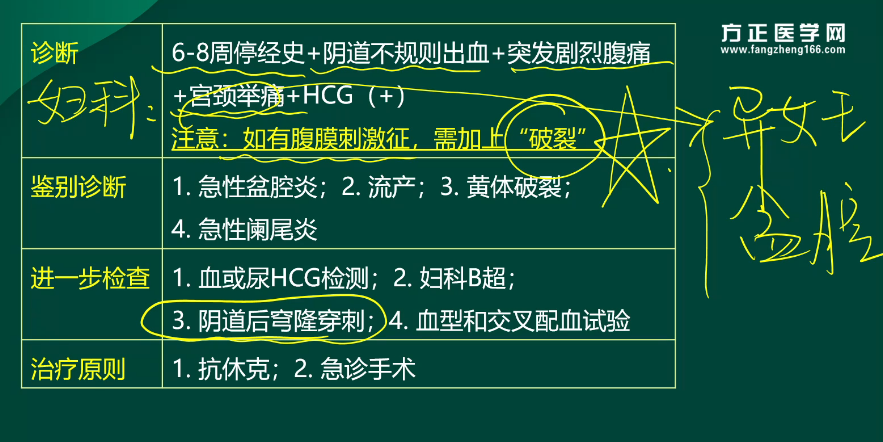 方正医学网
www.fangzheng166.com
诊断
6-8周停经史+阴道不规则出血+突发剧烈腹痛
+宫颈举痛+HCG（+）
注意：如有腹膜刺激征，需加上“破裂”
妇科：
异
盆腔
鉴别诊断
1. 急性盆腔炎；2. 流产；3. 黄体破裂；
4. 急性阑尾炎
进一步检查
1. 血或尿HCG检测；2. 妇科B超；
3. 阴道后穹隆穿刺；4. 血型和交叉配血试验
治疗原则
1. 抗休克；2. 急诊手术